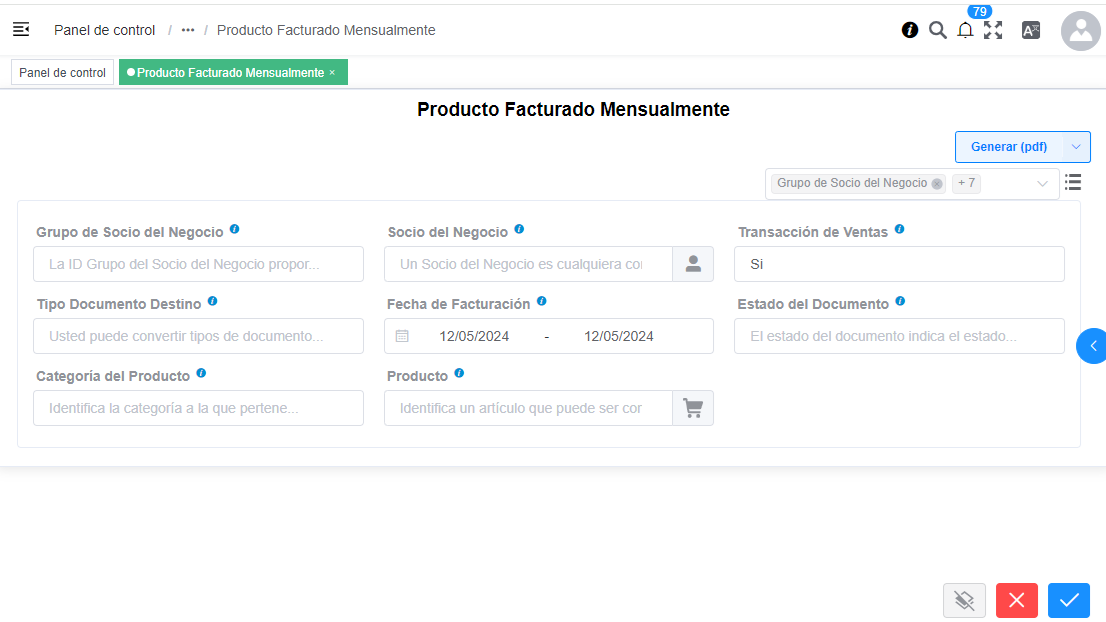 79
Panel de control / ••• / Producto Facturado Mensualmente
Panel de control
Producto Facturado Mensualmente ×
Producto Facturado Mensualmente
Generar (pdf)
Grupo de Socio del Negocio + 7
Grupo de Socio del Negocio
Socio del Negocio
Transacción de Ventas
La ID Grupo del Socio del Negocio propor...
Un Socio del Negocio es cualquiera
Si
Tipo Documento Destino
Fecha de Facturación
Estado del Documento
Usted puede convertir tipos de documento...
12/05/2024 - 12/05/2024
El estado del documento indica el estado...
Categoría del Producto
Producto
Identifica la categoría a la que pertene...
Identifica un artículo que puede ser cor